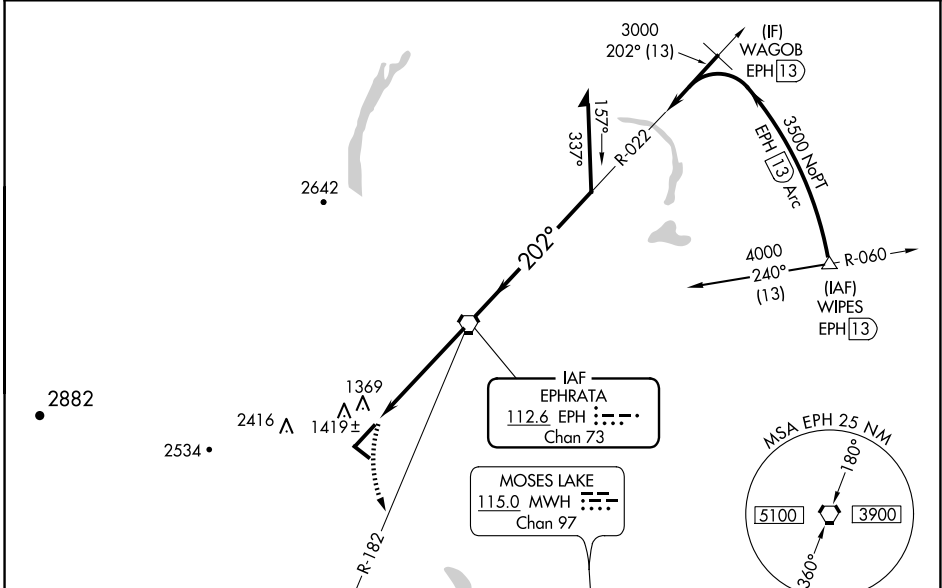 3000
202° (13)
(IF)
WAGOB
EPH 13
157°
337°
R-022
3500 NoPT
EPH 13 Arc
2642
202°
4000
240°
(13)
R-060
(IAF)
WIPES
EPH 13
IAF
EPHRATA
112.6 EPH
Chan 73
2882
1369
2416
1419±
2534
MOSES LAKE
115.0 MWH
Chan 97
R-182
MSA EPH 25 NM
180°
5100
3900
360°